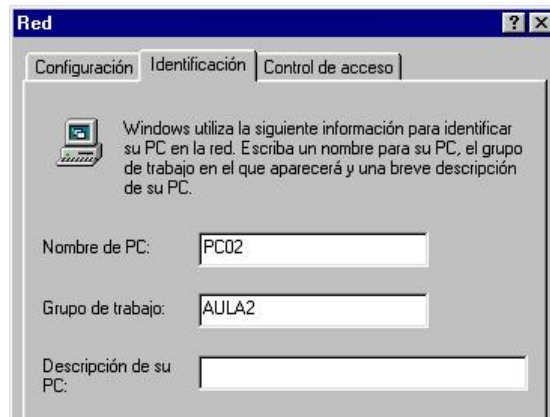 Red
Configuración Identificación Control de acceso
Windows utiliza la siguiente información para identificar
su PC en la red. Escriba un nombre para su PC, el grupo
de trabajo en el que aparecerá y una breve descripción
de su PC.
Nombre de PC: PC02
Grupo de trabajo: AULA2
Descripción de su
PC: